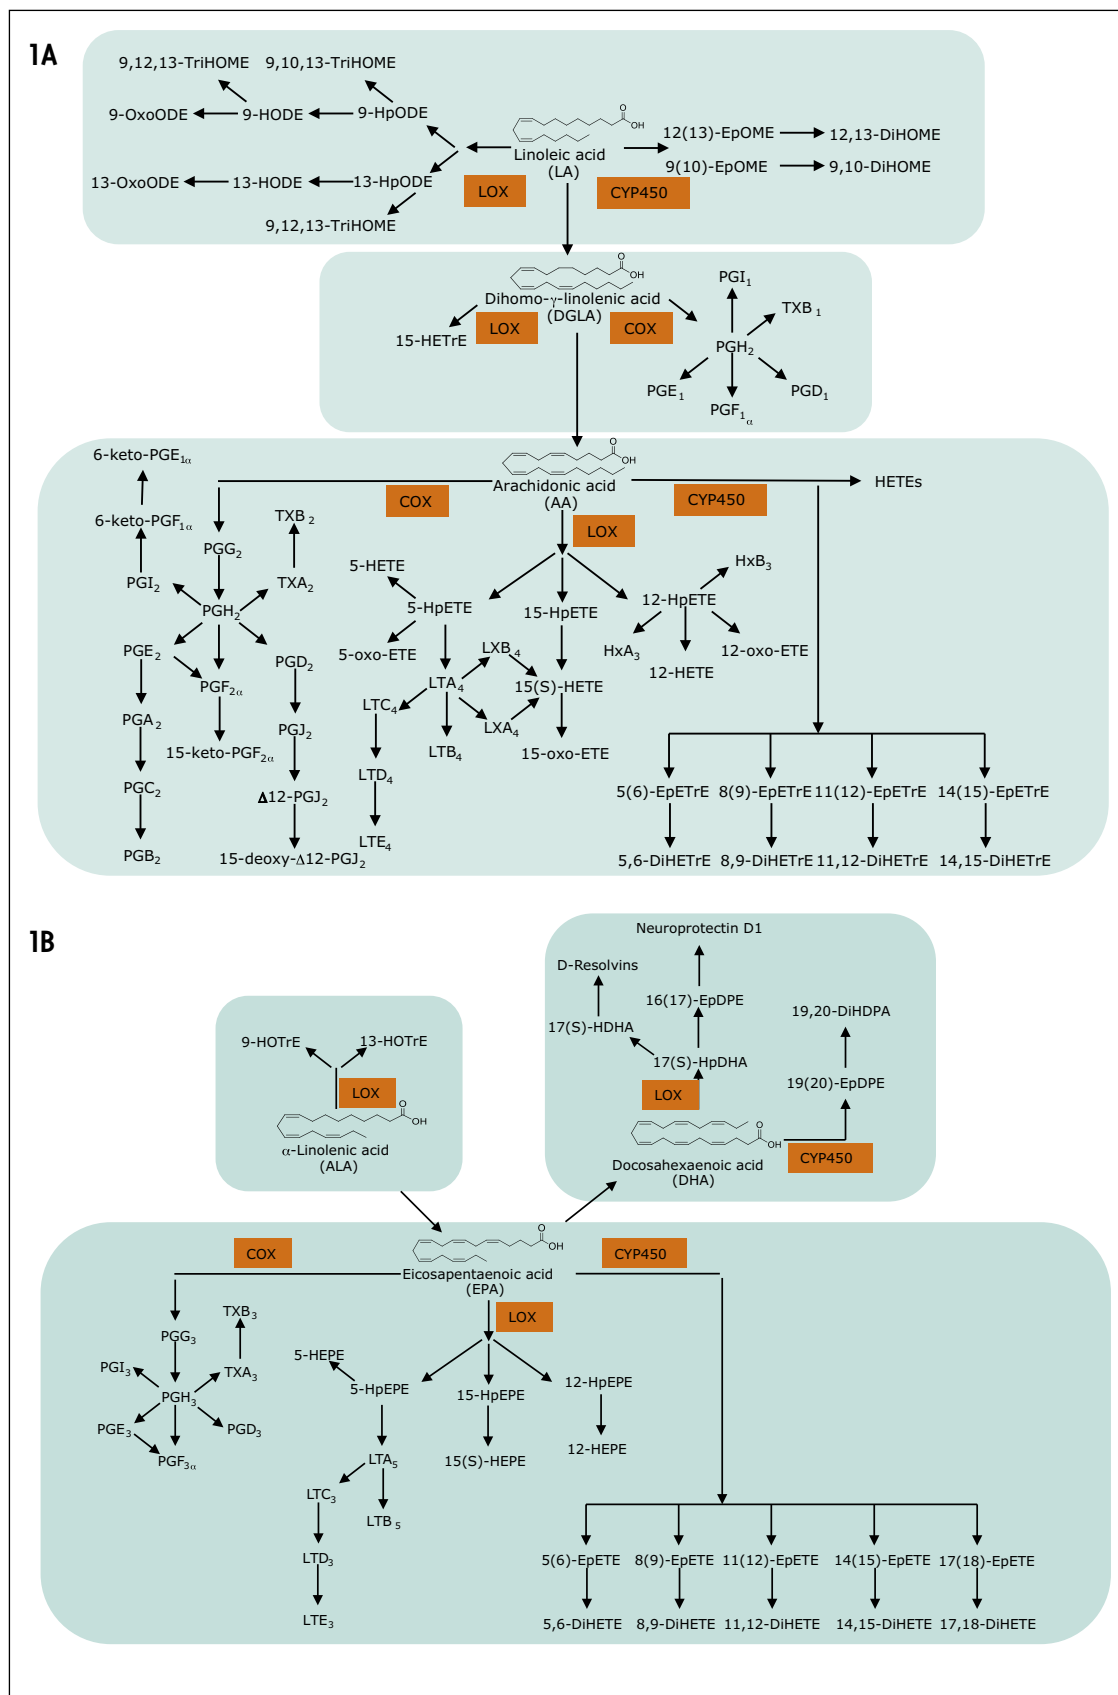 1A
9,12,13-TriHOME 9,10,13-TriHOME
9-OxoODE 9-HODE 9-HpODE
O
OH
12(13)-EpOME 12,13-DiHOME
Linoleic acid
(LA)
9(10)-EpOME 9,10-DiHOME
13-OxoODE 13-HODE 13-HpODE
LOX CYP450
9,12,13-TriHOME
O
OH
PGI1
Dihomo-γ-linolenic acid
(DGLA)
TXB1
LOX COX
15-HETrE
PGH2
PGE1 PGD1
PGF1α
O
OH
6-keto-PGE1α
Arachidonic acid
(AA)
HETEs
COX CYP450
6-keto-PGF1α TXB2
LOX
PGG2
5-HETE HxB3
PGI2 TXA2
PGH2 5-HpETE 15-HpETE 12-HpETE
PGE2 PGD2 5-oxo-ETE LXB4 HxA3 12-oxo-ETE
12-HETE
PGF2α LTA4 15(S)-HETE
LTC4
PGA2 PGJ2 LXA4
15-keto-PGF2α LTB4 15-oxo-ETE
LTD4
PGC2 Δ12-PGJ2 5(6)-EpETrE 8(9)-EpETrE 11(12)-EpETrE 14(15)-EpETrE
LTE4
PGB2 15-deoxy-Δ12-PGJ2 5,6-DiHETrE 8,9-DiHETrE 11,12-DiHETrE 14,15-DiHETrE
1B
Neuroprotectin D1
D-Resolvins
16(17)-EpDPE
19,20-DiHDPA
17(S)-HDHA
9-HOTrE 13-HOTrE
17(S)-HpDHA
19(20)-EpDPE
LOX LOX
O
OH
α-Linolenic acid
(ALA)
O
OH
CYP450
Docosahexaenoic acid
(DHA)
O
OH
COX CYP450
Eicosapentaenoic acid
(EPA)
TXB3
LOX
PGG3
5-HEPE
PGI3 TXA3
5-HpEPE 15-HpEPE 12-HpEPE
PGH3
PGE3 PGD3
PGF3α
12-HEPE
LTA5 15(S)-HEPE
LTC3
LTB5
LTD3 5(6)-EpETE 8(9)-EpETE 11(12)-EpETE 14(15)-EpETE 17(18)-EpETE
LTE3 5,6-DiHETE 8,9-DiHETE 11,12-DiHETE 14,15-DiHETE 17,18-DiHETE